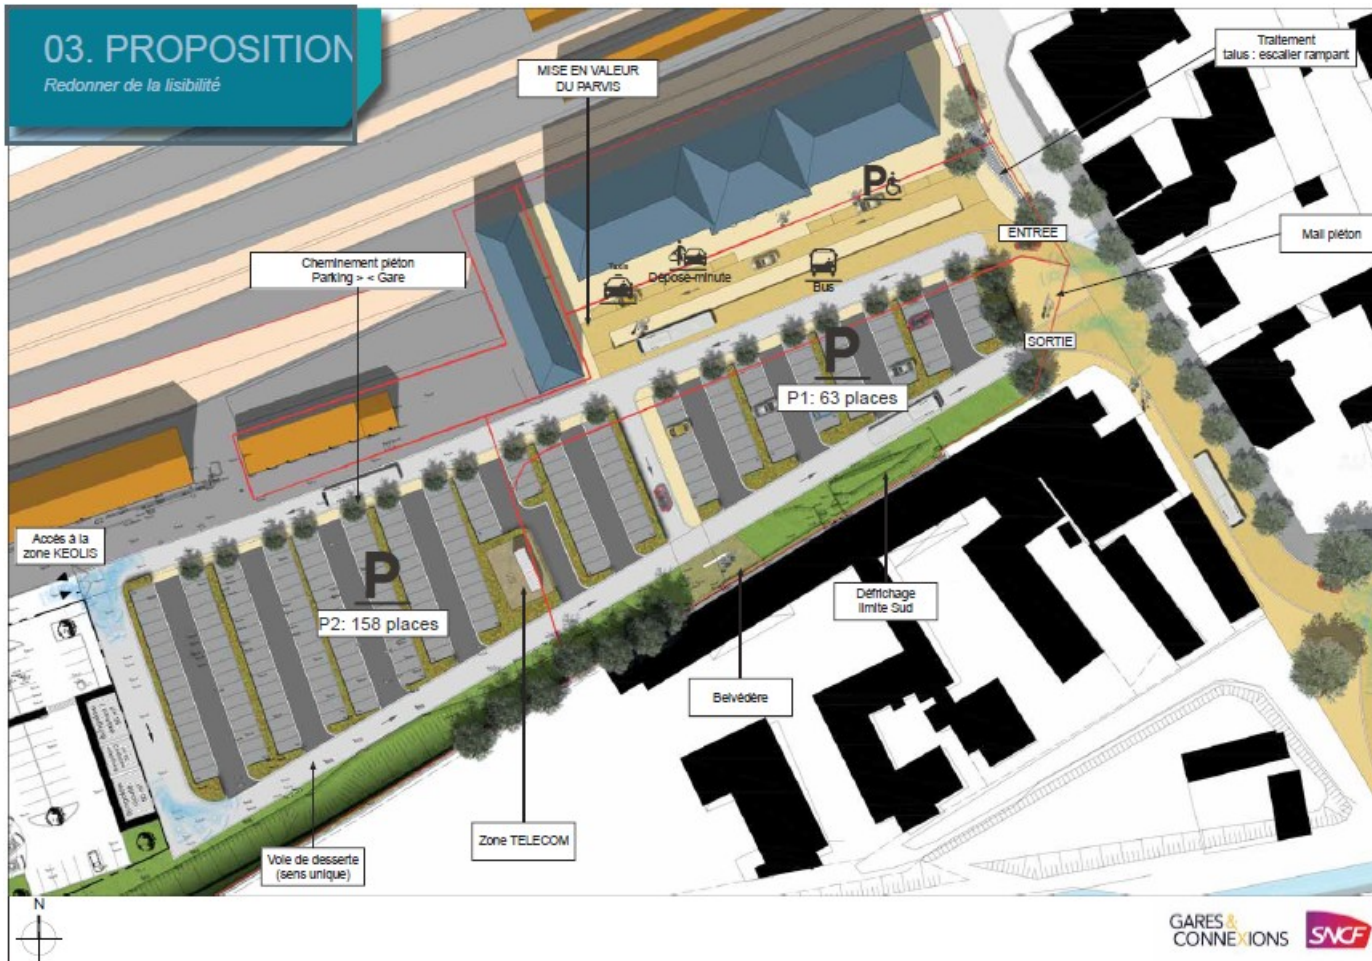 03. PROPOSITION
Redonner de la lisibilité
MISE EN VALEUR
DU PARVIS
Traitement
talus : escalier rampant
Cheminement piéton
Parking > < Gare
P
ENTREE
Mail piéton
Taxis
Dépose-minute
Bus
SORTIE
P
P1: 63 places
Accès à la
zone KEOLIS
P
P2: 158 places
Défrichage
limite Sud
Belvédère
Zone TELECOM
Voie de desserte
(sens unique)
N
GARES &
CONNEXIONS
SNCF